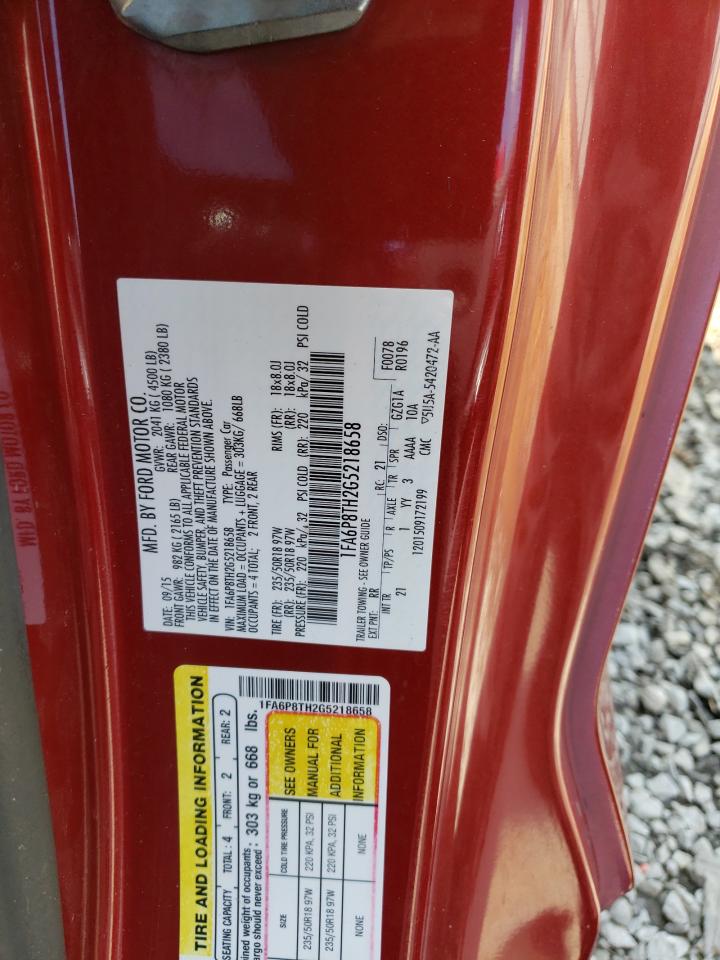 MFD. BY FORD MOTOR CO.
DATE: 09/15 GVWR: 2041 KG ( 4500 LB)
FRONT GAWR: 982 KG ( 2165 LB) REAR GAWR: 1080 KG ( 2380 LB)
THIS VEHICLE CONFORMS TO ALL APPLICABLE FEDERAL MOTOR
VEHICLE SAFETY, BUMPER, AND THEFT PREVENTION STANDARDS
IN EFFECT ON THE DATE OF MANUFACTURE SHOWN ABOVE.
VIN: 1FA6P8TH2G5218658 TYPE: Passenger Car
MAXIMUM LOAD = OCCUPANTS + LUGGAGE = 303KG/ 668LB
OCCUPANTS = 4 TOTAL; 2 FRONT, 2 REAR
TIRE (FR): 235/50R18 97W RIMS (FR): 18x8.0J
(RR): 235/50R18 97W (RR): 18x8.0J
PRESSURE (FR): 220 kPa/ 32 PSI COLD (RR): 220 kPa/ 32 PSI COLD
1FA6P8TH2G5218658
TRAILER TOWING - SEE OWNER GUIDE F0078
EXT PNT: RR RC: 21 DSO: R0196
INT TR TP/PS R AXLE TR SPR GZG1A
21 1 YY 3 AAAA 10A
1201509172199 CMC 5U5A-5420472-AA
TIRE AND LOADING INFORMATION
SEATING CAPACITY TOTAL: 4 FRONT: 2 REAR: 2
ined weight of occupants
argo should never exceed : 303 kg or 668 lbs.
1FA6P8TH2G5218658
SIZE COLD TIRE PRESSURE SEE OWNERS
235/50R18 97W 220 KPA, 32 PSI MANUAL FOR
235/50R18 97W 220 KPA, 32 PSI ADDITIONAL
NONE NONE INFORMATION